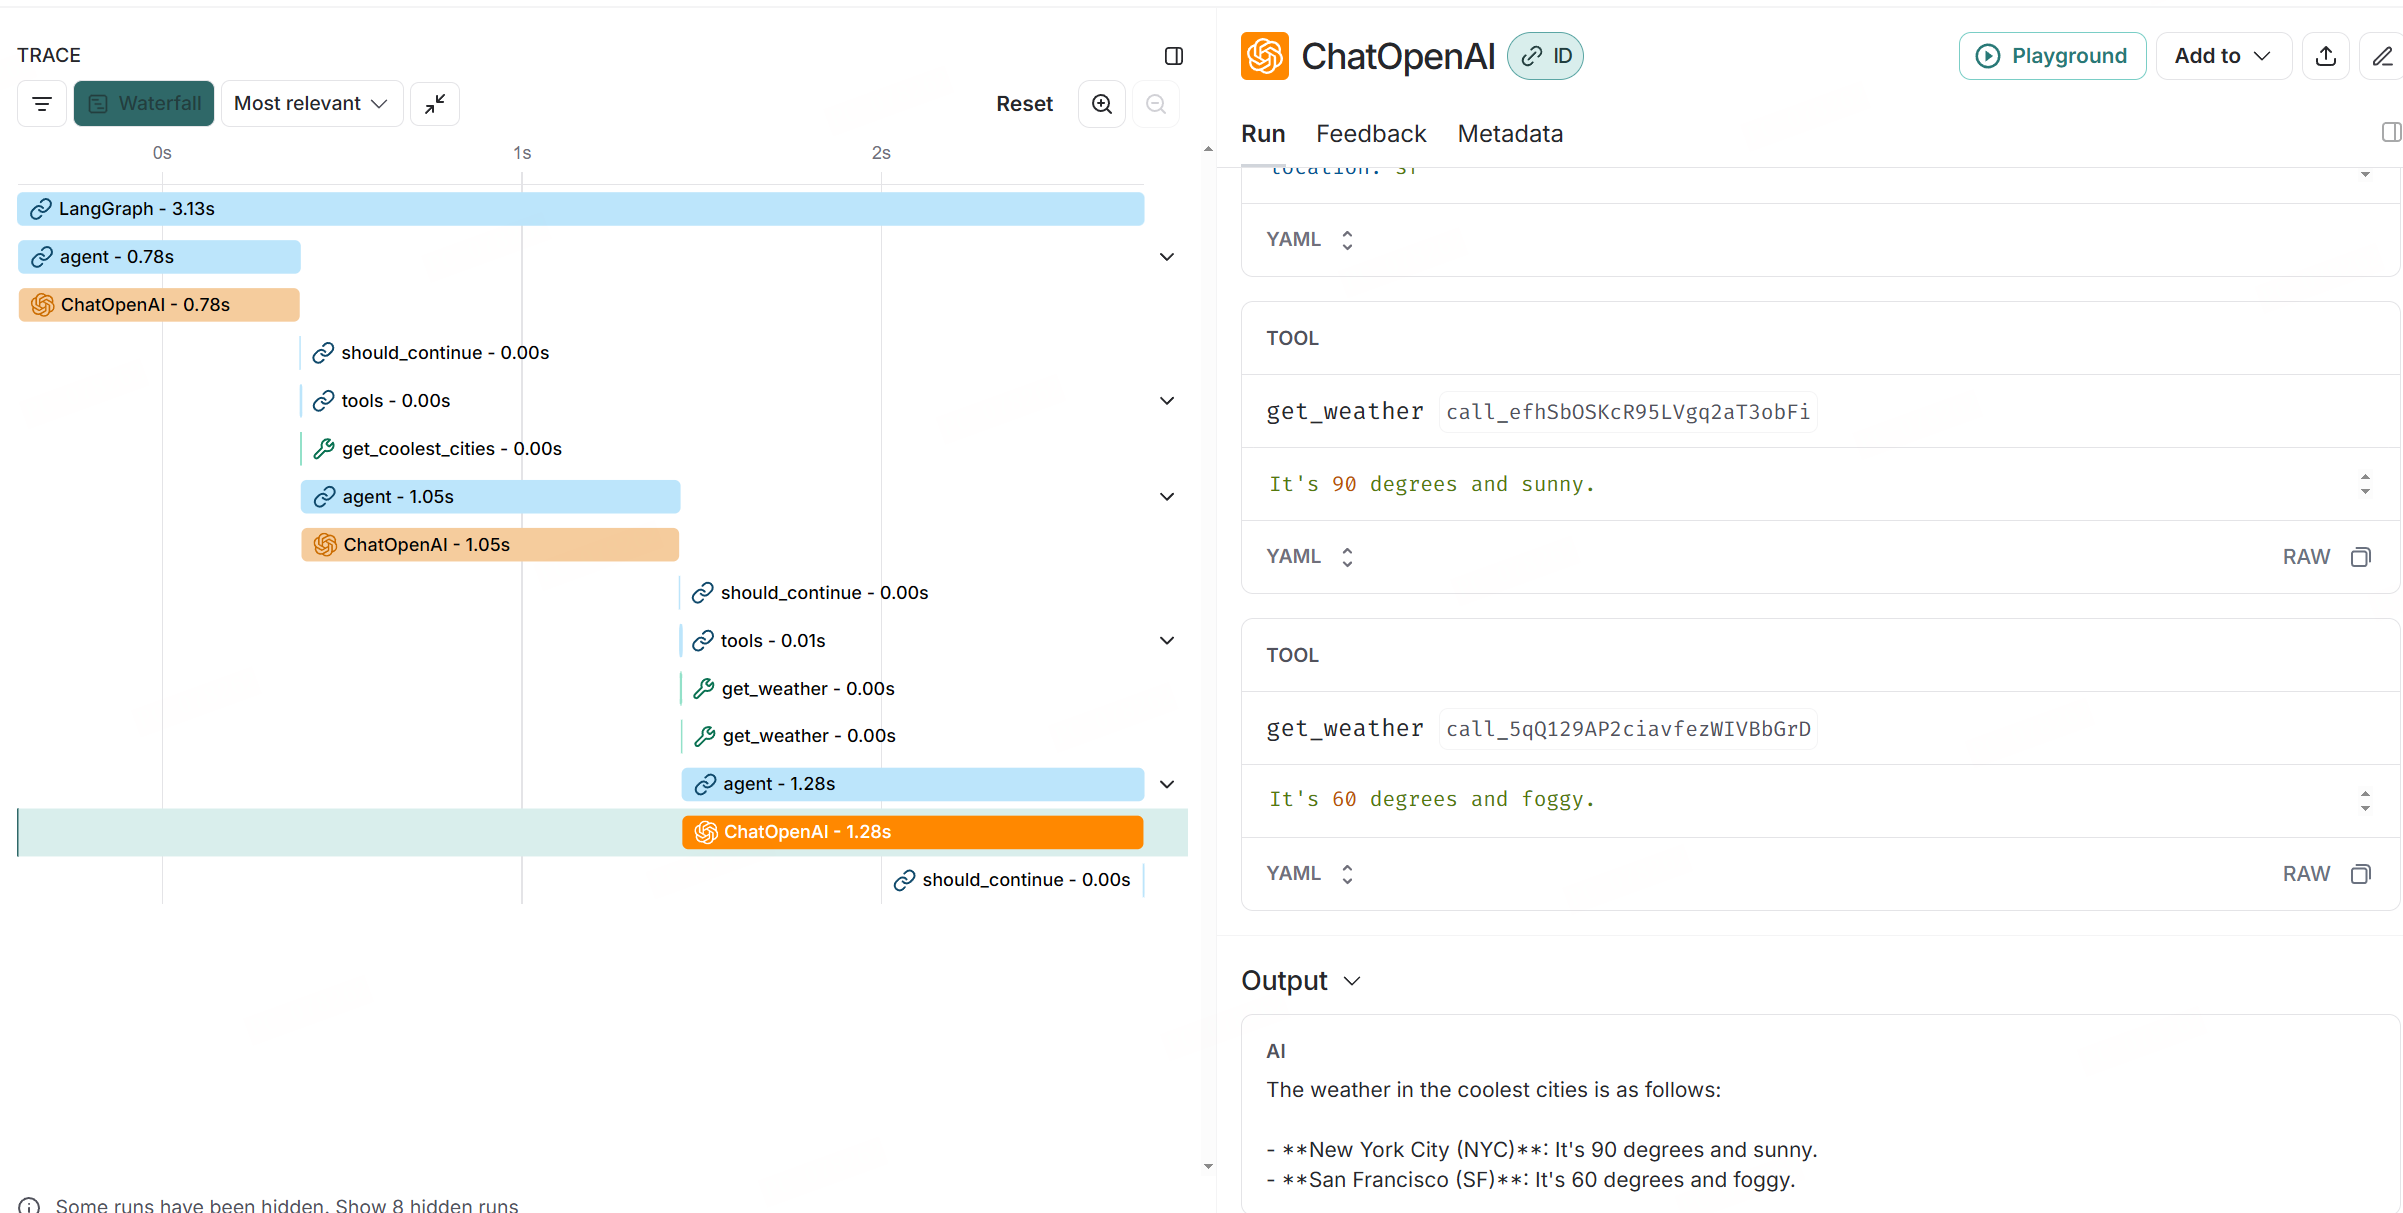 TRACE
Waterfall
Most relevant
Reset
0s 1s 2s
LangGraph - 3.13s
agent - 0.78s
ChatOpenAI - 0.78s
should_continue - 0.00s
tools - 0.00s
get_coolest_cities - 0.00s
agent - 1.05s
ChatOpenAI - 1.05s
should_continue - 0.00s
tools - 0.01s
get_weather - 0.00s
get_weather - 0.00s
agent - 1.28s
ChatOpenAI - 1.28s
should_continue - 0.00s
Some runs have been hidden. Show 8 hidden runs
ChatOpenAI ID
Playground
Add to
Run Feedback Metadata
location: sf
YAML
TOOL
get_weather call_efhSbOSKcR95LVgq2aT3obFi
It's 90 degrees and sunny.
YAML RAW
TOOL
get_weather call_5qQ129AP2ciavfezWIVBbGrD
It's 60 degrees and foggy.
YAML RAW
Output
AI
The weather in the coolest cities is as follows:
- **New York City (NYC)**: It's 90 degrees and sunny.
- **San Francisco (SF)**: It's 60 degrees and foggy.